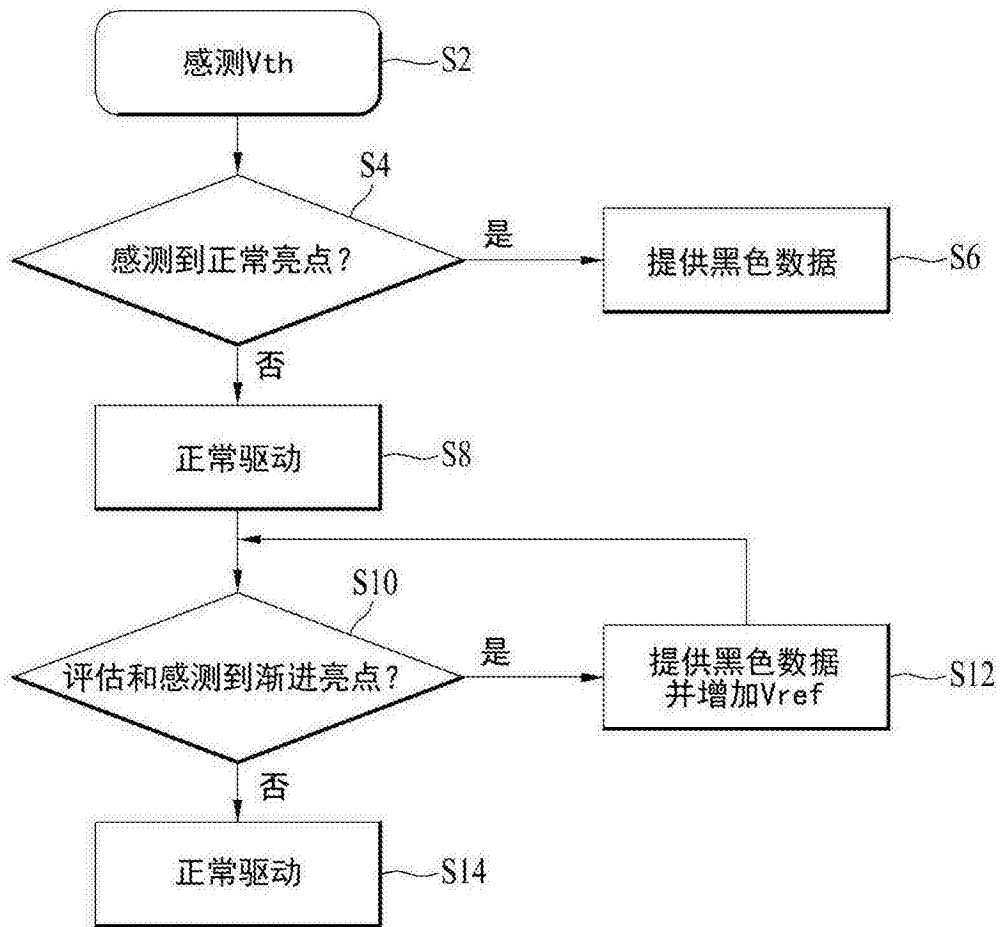 感测Vth
S2
S4
感测到正常亮点?
是
提供黑色数据
S6
否
正常驱动
S8
S10
评估和感测到渐进亮点?
是
提供黑色数据
并增加Vref
S12
否
正常驱动
S14